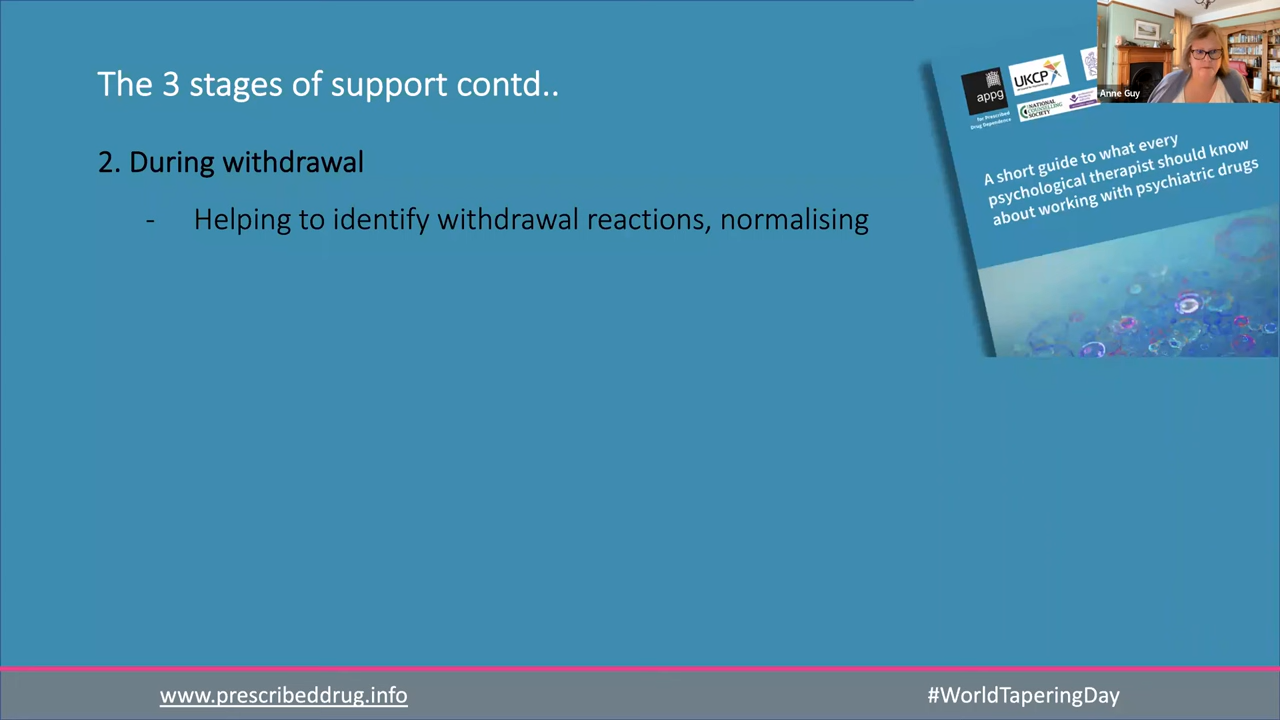 The 3 stages of support contd..
2. During withdrawal
- Helping to identify withdrawal reactions, normalising
appg
for Prescribed
Drug Dependence
UKCP
NATIONAL
COUNSELLING
SOCIETY
Anne Guy
A short guide to what every
psychological therapist should know
about working with psychiatric drugs
www.prescribeddrug.info
#WorldTaperingDay